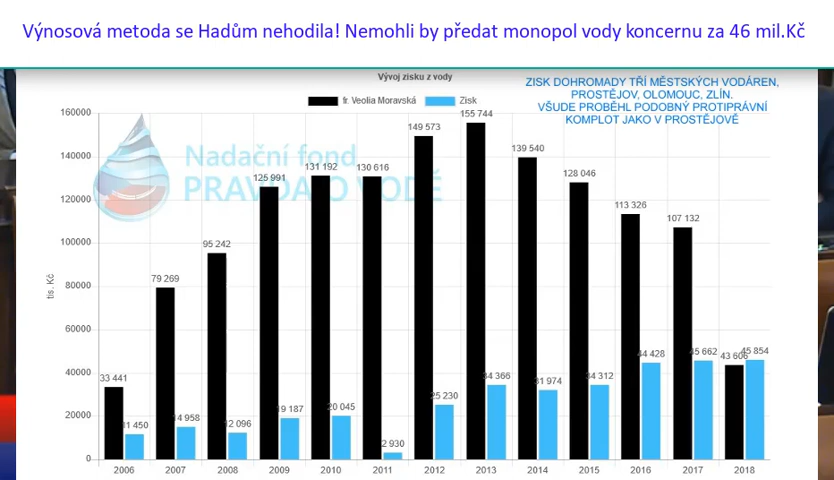 Výnosová metoda se Hadům nehodila! Nemohli by předat monopol vody koncernu za 46 mil.Kč
Vývoj zisku z vody
fr. Veolia Moravská
Zisk
ZISK DOHROMADY TŘÍ MĚSTSKÝCH VODÁREN,
PROSTĚJOV, OLOMOUC, ZLÍN.
VŠUDE PROBĚHL PODOBNÝ PROTIPRÁVNÍ
KOMPLOT JAKO V PROSTĚJOVĚ
Nadační fond
PRAVDA O VODĚ
tis. Kč
160000
140000
120000
100000
80000
60000
40000
20000
0
33 441
11 450
79 269
14 958
95 242
12 096
125 991
19 187
131 192
20 045
130 616
2 930
149 573
25 230
155 744
34 366
139 540
31 974
128 046
34 312
113 326
44 428
107 132
45 662
43 606
45 854
2006 2007 2008 2009 2010 2011 2012 2013 2014 2015 2016 2017 2018